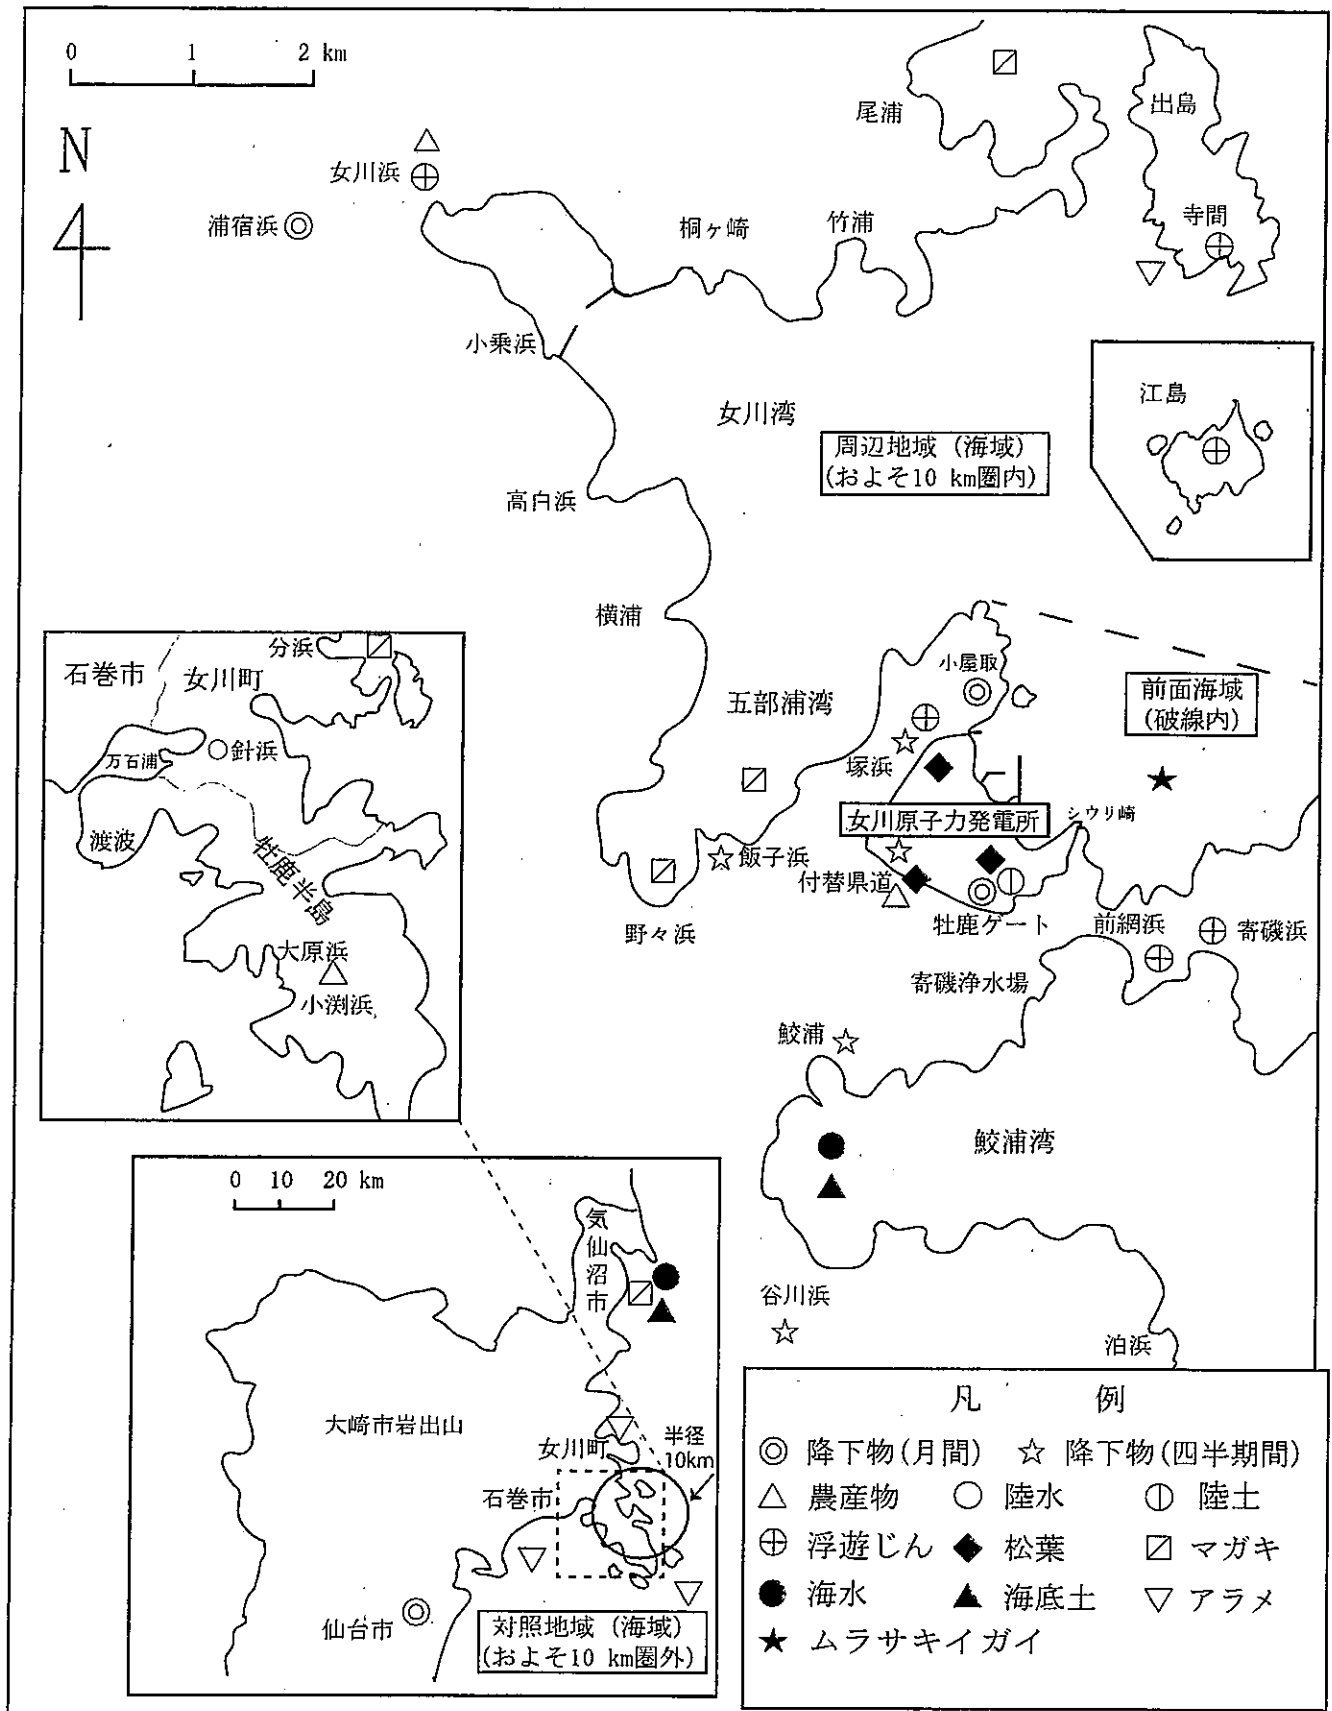 0 1 2 km
N
尾浦
出島
女川浜
浦宿浜
桐ヶ崎
竹浦
寺間
小乗浜
女川湾
江島
周辺地域（海域）
(およそ10 km圏内)
高白浜
横浦
分浜
石巻市
女川町
万石浦
針浜
渡波
牡鹿半島
大原浜
小渕浜
小屋取
五部浦湾
前面海域
(破線内)
塚浜
女川原子力発電所
シウリ崎
飯子浜
付替県道
野々浜
牡鹿ゲート
前網浜
寄磯浜
寄磯浄水場
鮫浦
鮫浦湾
谷川浜
泊浜
0 10 20 km
気仙沼市
大崎市岩出山
女川町
半径
10km
石巻市
仙台市
対照地域（海域）
(およそ10 km圏外)
凡 例
降下物(月間) 降下物(四半期間)
農産物 陸水 陸土
浮遊じん 松葉 マガキ
海水 海底土 アラメ
ムラサキイガイ